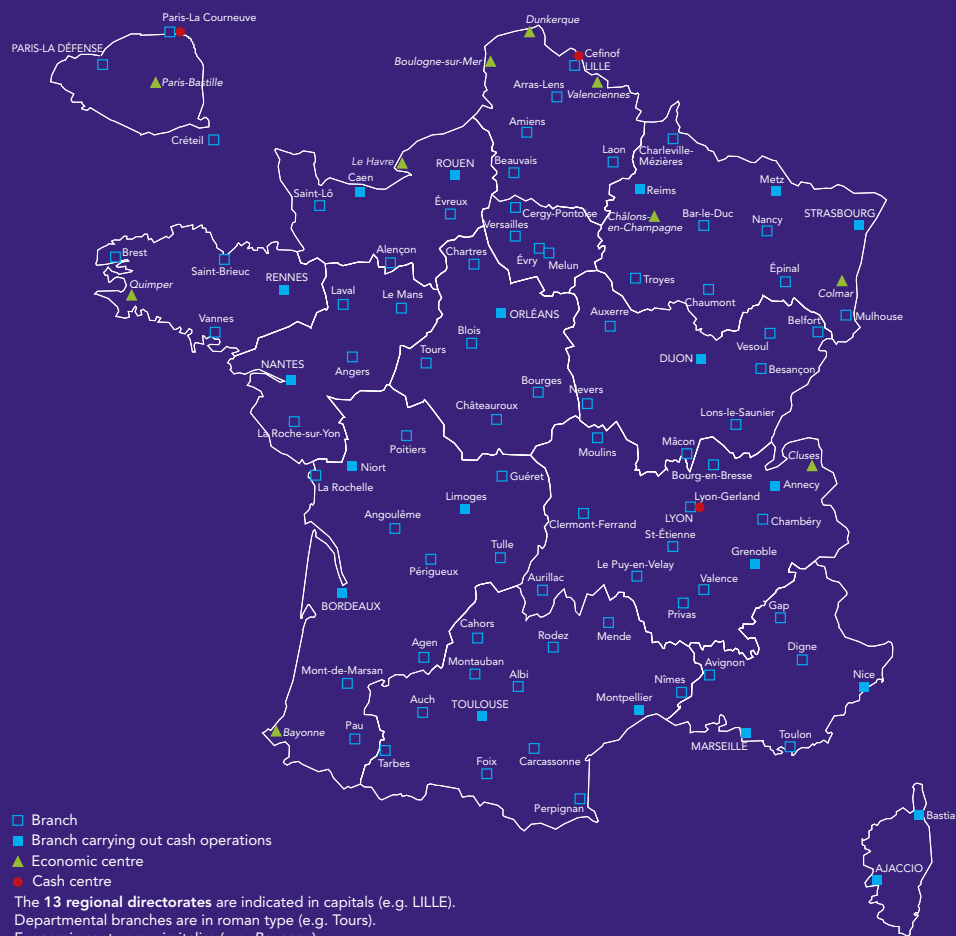 Paris-La Courneuve
PARIS-LA DÉFENSE
Paris-Bastille
Créteil
Dunkerque
Boulogne-sur-Mer
Cefinof
LILLE
Arras-Lens
Valenciennes
Amiens
Laon
Charleville-
Mézières
Le Havre
ROUEN
Beauvais
Caen
Reims
Metz
Saint-Lô
Évreux
Cergy-Pontoise
Châlons-
en-Champagne
Bar-le-Duc
Nancy
STRASBOURG
Versailles
Brest
Saint-Brieuc
Alençon
Chartres
Évry
Melun
Quimper
RENNES
Laval
Le Mans
Troyes
Chaumont
Épinal
Colmar
Vannes
ORLÉANS
Auxerre
Belfort
Mulhouse
Blois
Vesoul
NANTES
Angers
Tours
DIJON
Besançon
Bourges
Nevers
Châteauroux
Lons-le-Saunier
La Roche-sur-Yon
Poitiers
Moulins
Mâcon
Cluses
Niort
La Rochelle
Guéret
Bourg-en-Bresse
Annecy
Limoges
Lyon-Gerland
LYON
Angoulême
Clermont-Ferrand
Chambéry
St-Étienne
Tulle
Grenoble
Périgueux
Le Puy-en-Velay
Aurillac
Valence
BORDEAUX
Privas
Gap
Cahors
Rodez
Mende
Agen
Digne
Mont-de-Marsan
Montauban
Albi
Nîmes
Avignon
Nice
Auch
TOULOUSE
Montpellier
Bayonne
Pau
Tarbes
Foix
Carcassonne
MARSEILLE
Toulon
Perpignan
Bastia
AJACCIO
Branch
Branch carrying out cash operations
Economic centre
Cash centre
The 13 regional directorates are indicated in capitals (e.g. LILLE).
Departmental branches are in roman type (e.g. Tours).